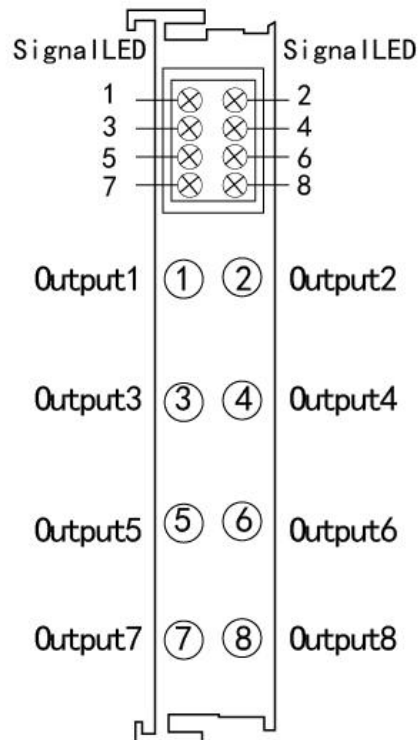 SignalLED SignalLED
1 2
3 4
5 6
7 8
Output1 1 2 Output2
Output3 3 4 Output4
Output5 5 6 Output6
Output7 7 8 Output8